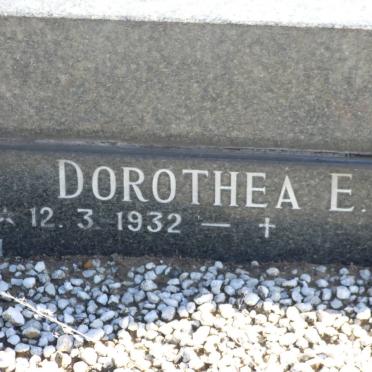 DOROTHEA E.
☆ 12. 3. 1932 — ✝